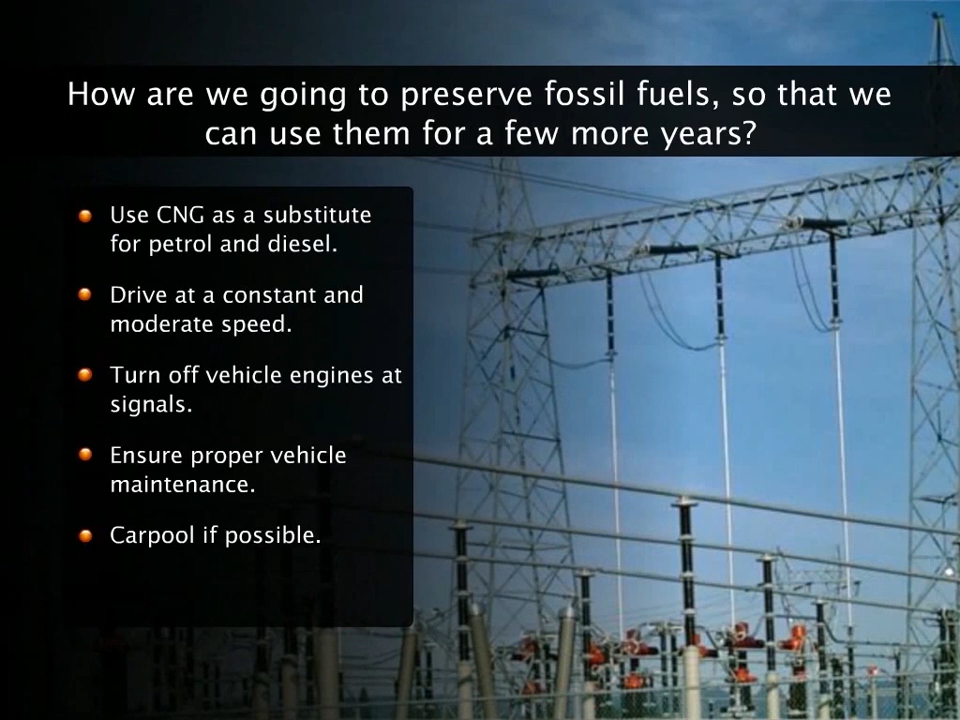 How are we going to preserve fossil fuels, so that we
can use them for a few more years?
Use CNG as a substitute
for petrol and diesel.
Drive at a constant and
moderate speed.
Turn off vehicle engines at
signals.
Ensure proper vehicle
maintenance.
Carpool if possible.